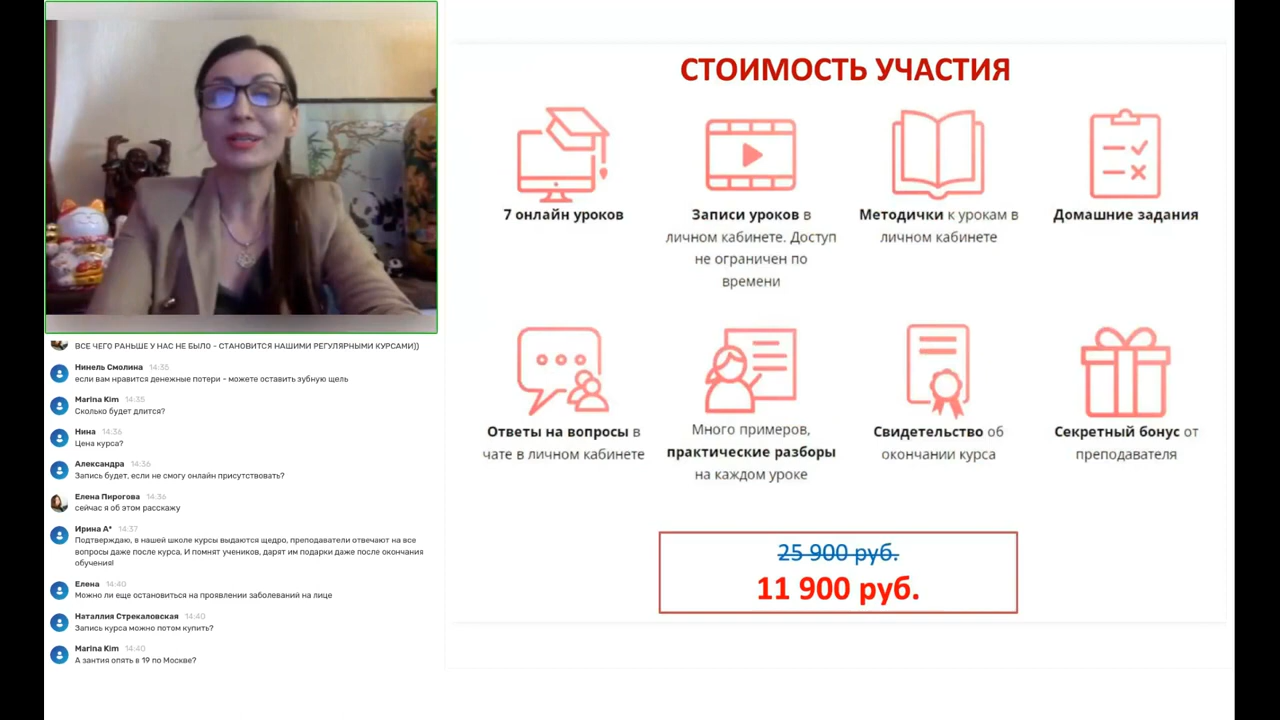 СТОИМОСТЬ УЧАСТИЯ
7 онлайн уроков
Записи уроков в
личном кабинете. Доступ
не ограничен по
времени
Методички к урокам в
личном кабинете
Домашние задания
Ответы на вопросы в
чате в личном кабинете
Много примеров,
практические разборы
на каждом уроке
Свидетельство об
окончании курса
Секретный бонус от
преподавателя
25 900 руб.
11 900 руб.
ВСЕ ЧЕГО РАНЬШЕ У НАС НЕ БЫЛО - СТАНОВИТСЯ НАШИМИ РЕГУЛЯРНЫМИ КУРСАМИ))
Нинель Смолина 14:35
если вам нравится денежные потери - можете оставить зубную щель
Marina Kim 14:35
Сколько будет длится?
Нина 14:36
Цена курса?
Александра 14:36
Запись будет, если не смогу онлайн присутствовать?
Елена Пирогова 14:36
сейчас я об этом расскажу
Ирина А* 14:37
Подтверждаю, в нашей школе курсы выдаются щедро, преподаватели отвечают на все
вопросы даже после курса, И помнят учеников, дарят им подарки даже после окончания
обучения!
Елена 14:40
Можно ли еще остановиться на проявлении заболеваний на лице
Наталлия Стрекаловская 14:40
Запись курса можно потом купить?
Marina Kim 14:40
А зантия опять в 19 по Москве?